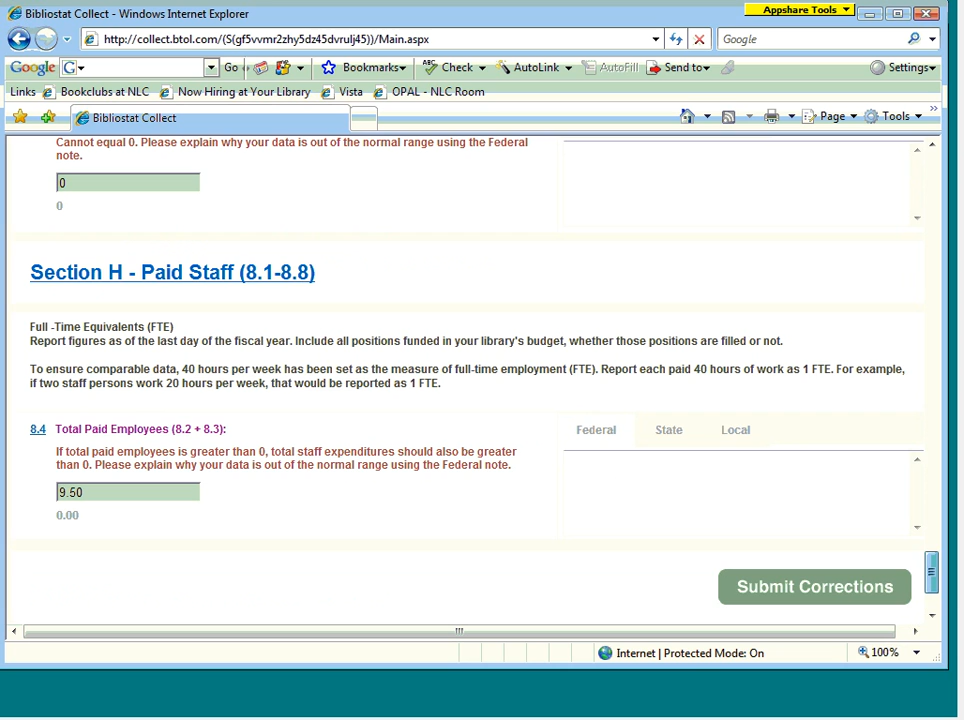 Bibliostat Collect - Windows Internet Explorer
Appshare Tools
http://collect.btol.com/(S(gf5vvmr2zhy5dz45dvrulj45))/Main.aspx
Google
Google G Go Bookmarks ABC Check AutoLink AutoFill Send to Settings
Links Bookclubs at NLC Now Hiring at Your Library Vista OPAL - NLC Room
Bibliostat Collect Page Tools »
Cannot equal 0. Please explain why your data is out of the normal range using the Federal
note.
0
0
Section H - Paid Staff (8.1-8.8)
Full -Time Equivalents (FTE)
Report figures as of the last day of the fiscal year. Include all positions funded in your library's budget, whether those positions are filled or not.
To ensure comparable data, 40 hours per week has been set as the measure of full-time employment (FTE). Report each paid 40 hours of work as 1 FTE. For example,
if two staff persons work 20 hours per week, that would be reported as 1 FTE.
8.4 Total Paid Employees (8.2 + 8.3):
Federal State Local
If total paid employees is greater than 0, total staff expenditures should also be greater
than 0. Please explain why your data is out of the normal range using the Federal note.
9.50
0.00
Submit Corrections
Internet | Protected Mode: On 100%